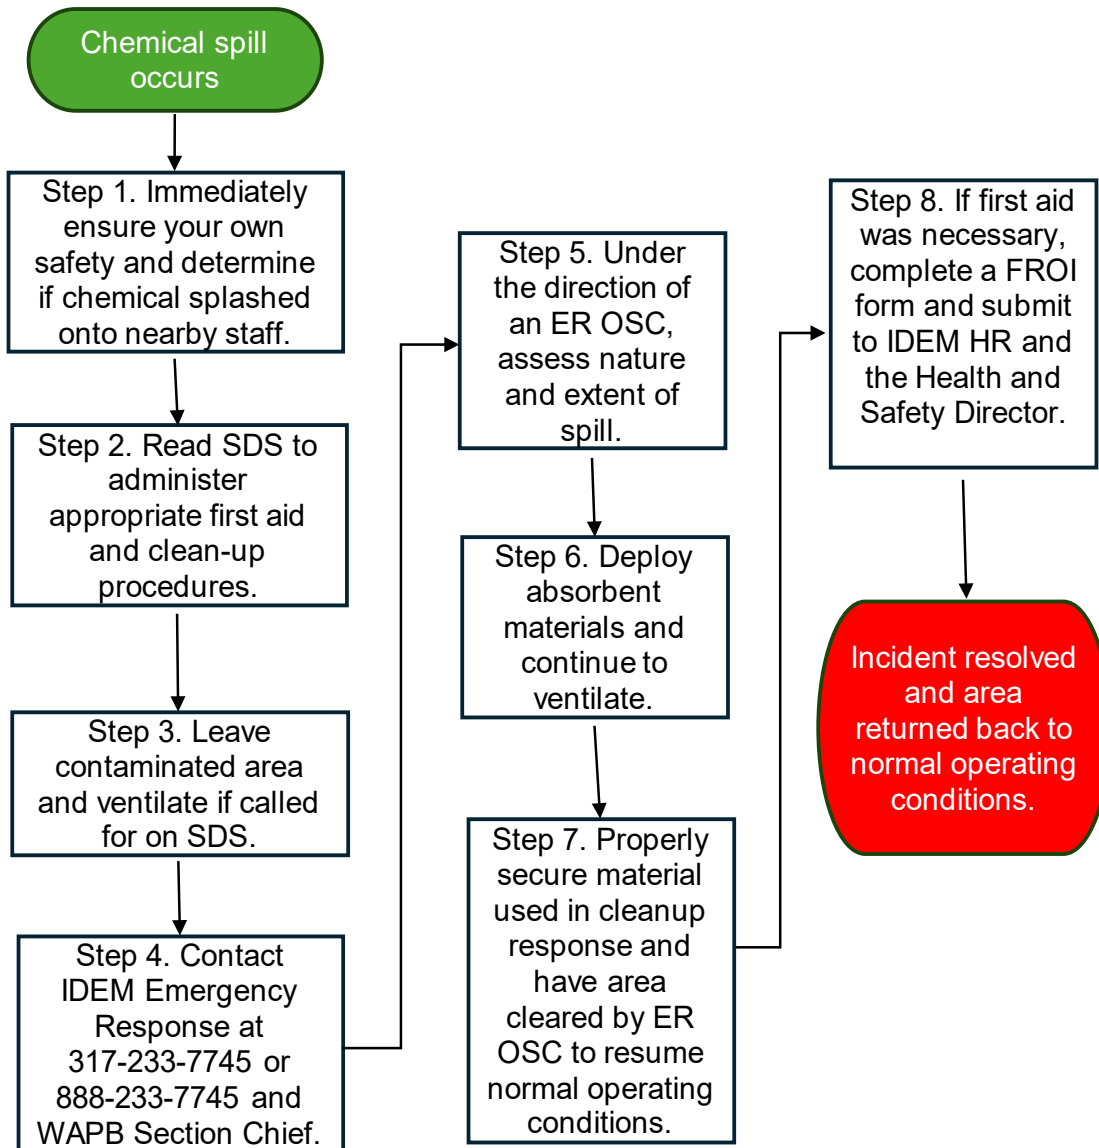 Chemical spill
occurs
Step 1. Immediately
ensure your own
safety and determine
if chemical splashed
onto nearby staff.
Step 2. Read SDS to
administer
appropriate first aid
and clean-up
procedures.
Step 3. Leave
contaminated area
and ventilate if called
for on SDS.
Step 4. Contact
IDEM Emergency
Response at
317-233-7745 or
888-233-7745 and
WAPB Section Chief.
Step 5. Under
the direction of
an ER OSC,
assess nature
and extent of
spill.
Step 6. Deploy
absorbent
materials and
continue to
ventilate.
Step 7. Properly
secure material
used in cleanup
response and
have area
cleared by ER
OSC to resume
normal operating
conditions.
Step 8. If first aid
was necessary,
complete a FROI
form and submit
to IDEM HR and
the Health and
Safety Director.
Incident resolved
and area
returned back to
normal operating
conditions.